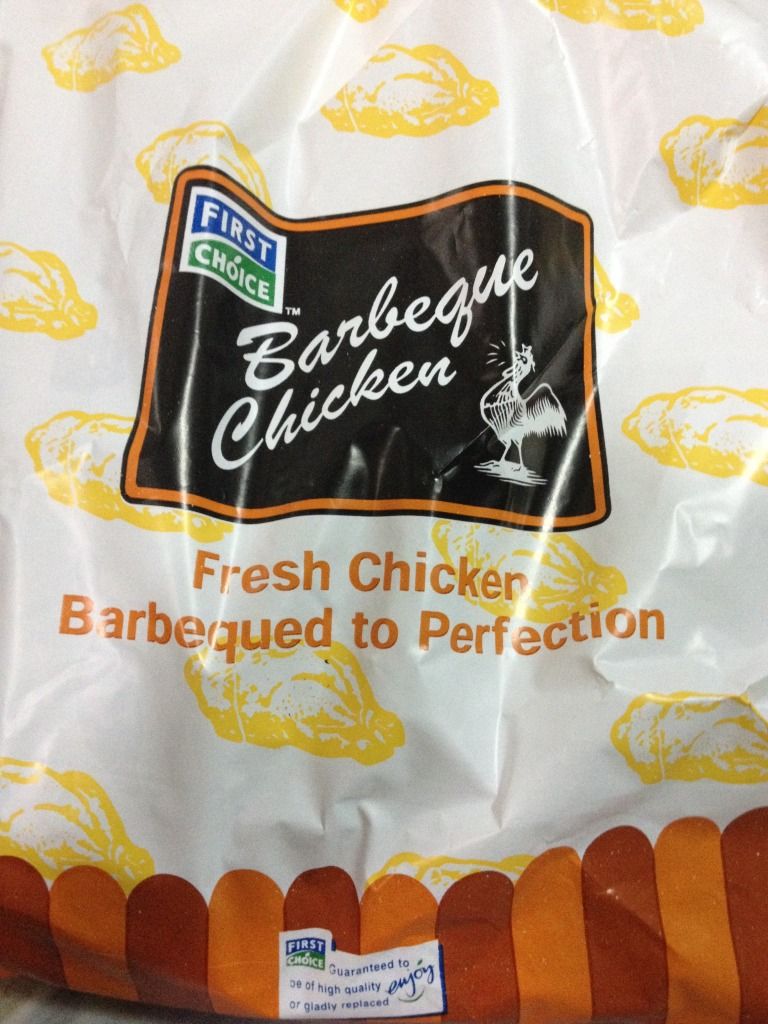 FIRST
CHOICE
TM
Barbeque
Chicken
Fresh Chicken
Barbequed to Perfection
FIRST
CHOICE
Guaranteed to
be of high quality
or gladly replaced
enjoy